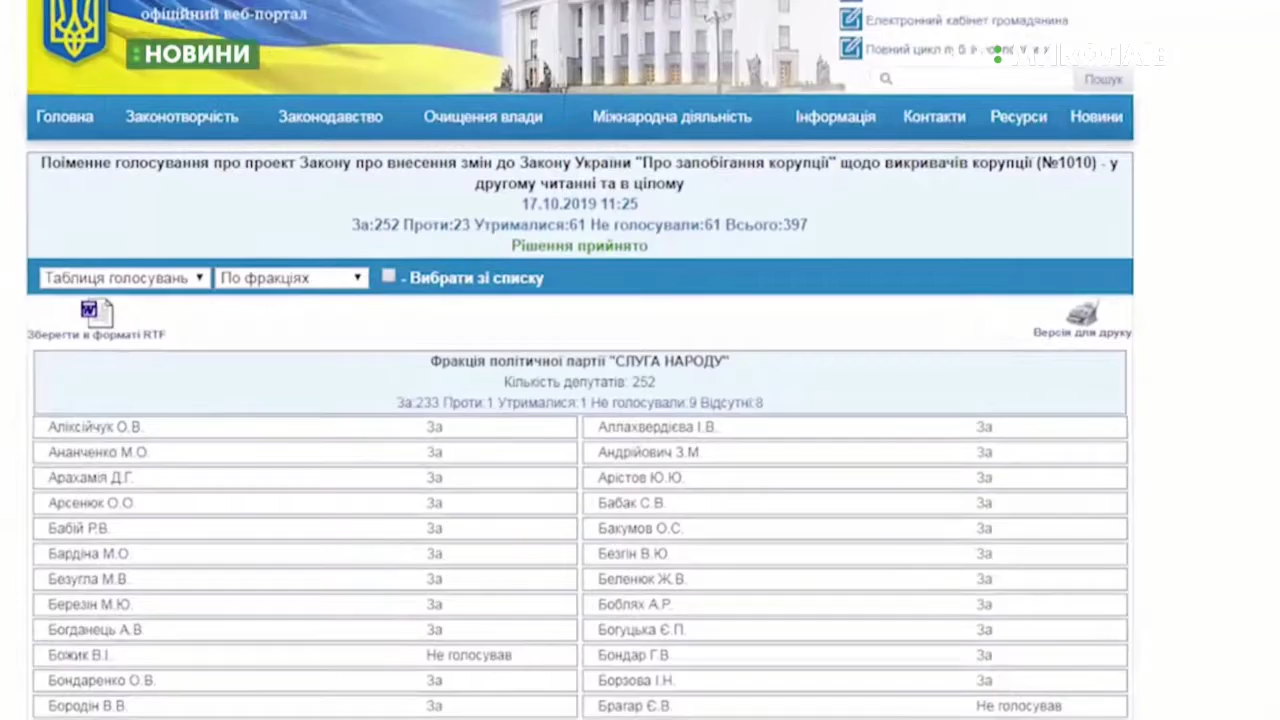 офіційний веб-портал
НОВИНИ
Електронний кабінет громадянина
Повний цикл
МИКОЛАЇВ
Пошук
Головна Законотворчість Законодавство Очищення влади Міжнародна діяльність Інформація Контакти Ресурси Новини
Поіменне голосування про проект Закону про внесення змін до Закону України "Про запобігання корупції" щодо викривачів корупції (№1010) - у
другому читанні та в цілому
17.10.2019 11:25
За:252 Проти:23 Утрималися:61 Не голосували:61 Всього:397
Рішення прийнято
Таблиця голосувань По фракціях - Вибрати зі списку
Зберегти в форматі RTF Версія для друку
Фракція політичної партії "СЛУГА НАРОДУ"
Кількість депутатів: 252
За:233 Проти:1 Утрималися:1 Не голосували:9 Відсутні:8
Аліксійчук О.В. За Аллахвердієва І.В. За
Ананченко М.О. За Андрійович З.М. За
Арахамія Д.Г. За Арістов Ю.Ю. За
Арсенюк О.О. За Бабак С.В. За
Бабій Р.В. За Бакумов О.С. За
Бардіна М.О. За Безгін В.Ю. За
Безугла М.В. За Беленюк Ж.В. За
Березін М.Ю. За Боблях А.Р. За
Богданець А.В. За Богуцька Є.П. За
Божик В.І. Не голосував Бондар Г.В. За
Бондаренко О.В. За Борзова І.Н. За
Бородін В.В. За Брагар Є.В. Не голосував